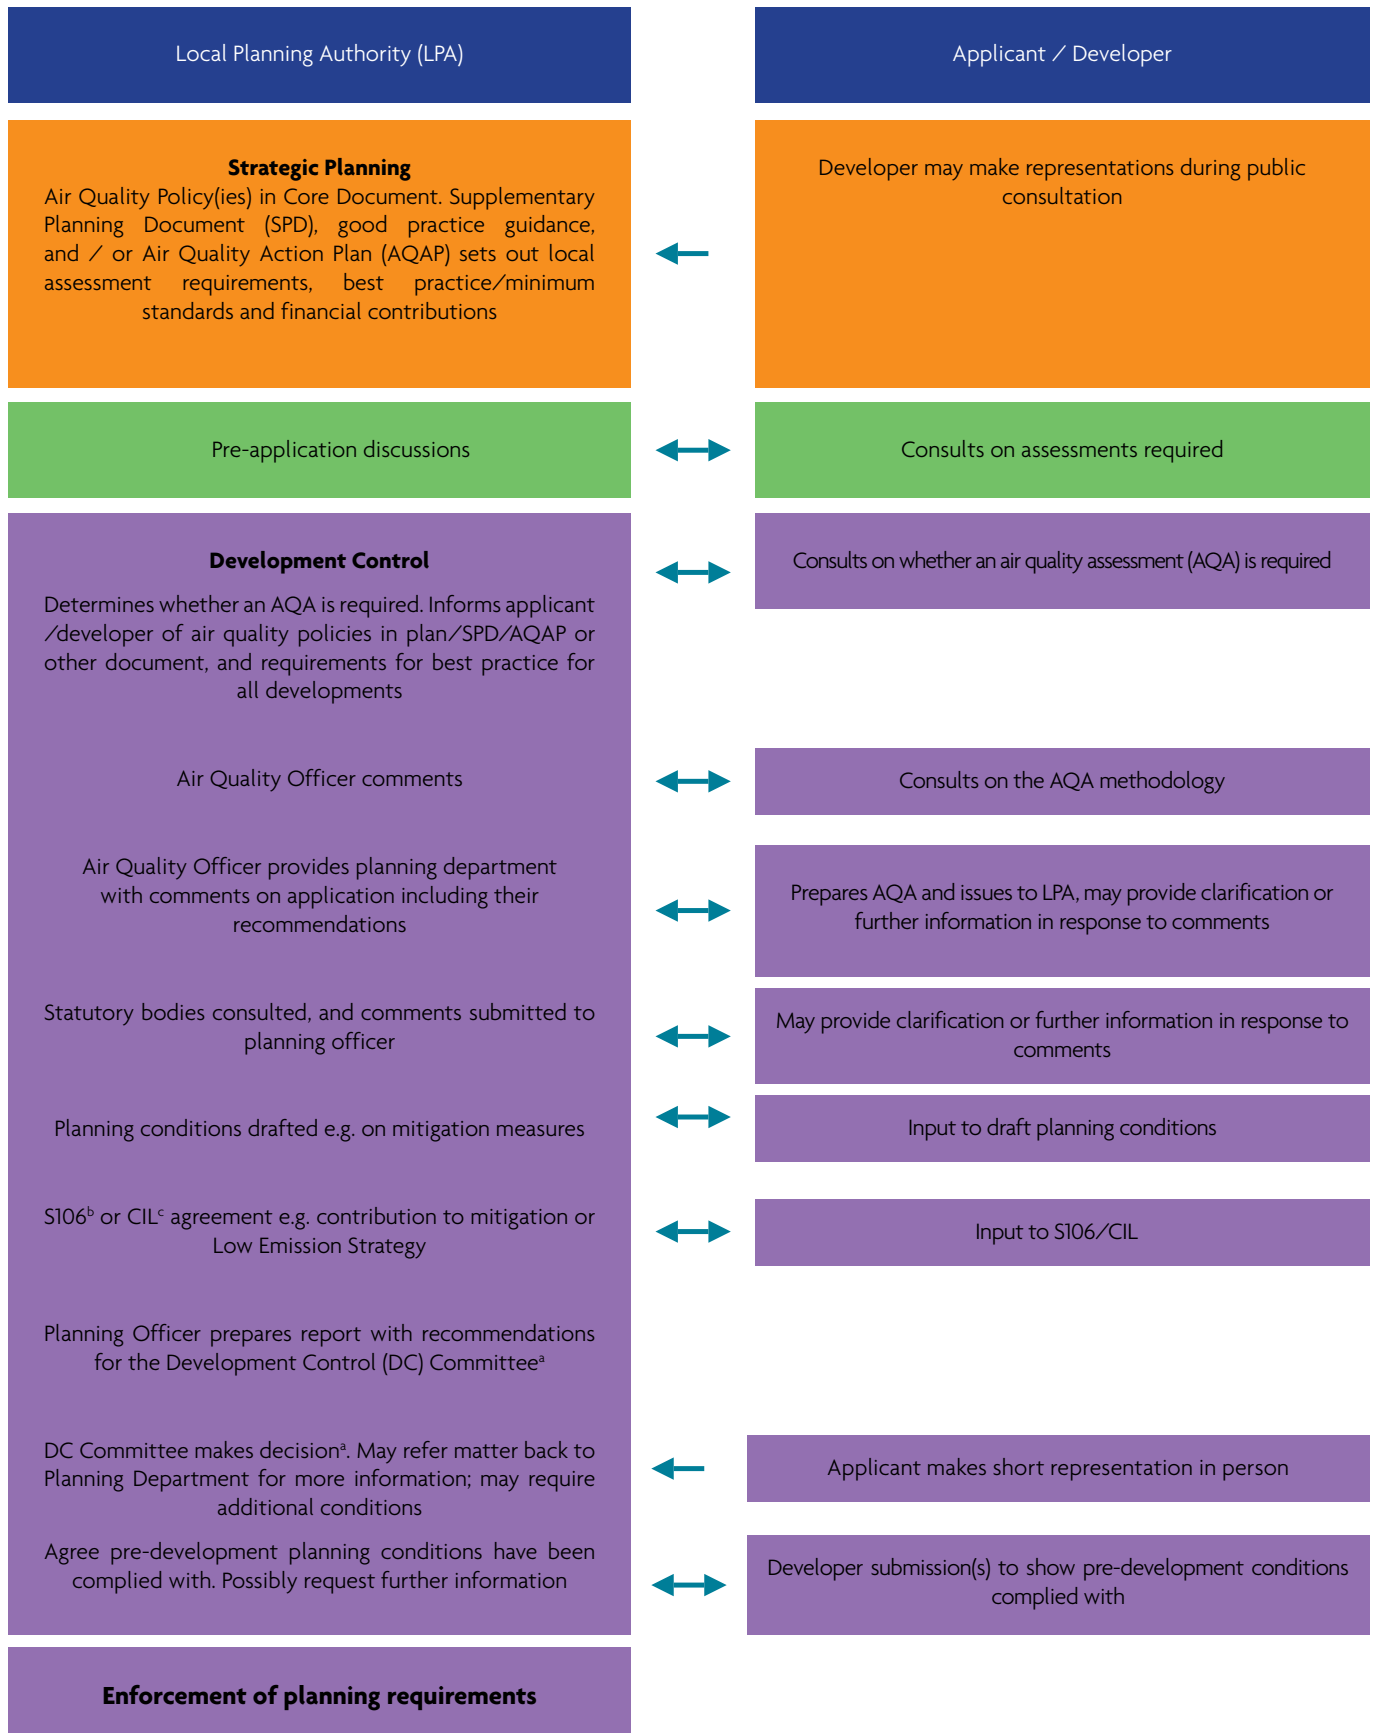 Local Planning Authority (LPA)
Applicant / Developer
Strategic Planning
Air Quality Policy(ies) in Core Document. Supplementary
Planning Document (SPD), good practice guidance,
and / or Air Quality Action Plan (AQAP) sets out local
assessment requirements, best practice/minimum
standards and financial contributions
Developer may make representations during public
consultation
Pre-application discussions
Consults on assessments required
Development Control
Determines whether an AQA is required. Informs applicant
/developer of air quality policies in plan/SPD/AQAP or
other document, and requirements for best practice for
all developments
Consults on whether an air quality assessment (AQA) is required
Air Quality Officer comments
Consults on the AQA methodology
Air Quality Officer provides planning department
with comments on application including their
recommendations
Prepares AQA and issues to LPA, may provide clarification or
further information in response to comments
Statutory bodies consulted, and comments submitted to
planning officer
May provide clarification or further information in response to
comments
Planning conditions drafted e.g. on mitigation measures
Input to draft planning conditions
S106ᵇ or CILᶜ agreement e.g. contribution to mitigation or
Low Emission Strategy
Input to S106/CIL
Planning Officer prepares report with recommendations
for the Development Control (DC) Committeeᵃ
DC Committee makes decisionᵃ. May refer matter back to
Planning Department for more information; may require
additional conditions
Applicant makes short representation in person
Agree pre-development planning conditions have been
complied with. Possibly request further information
Developer submission(s) to show pre-development conditions
complied with
Enforcement of planning requirements